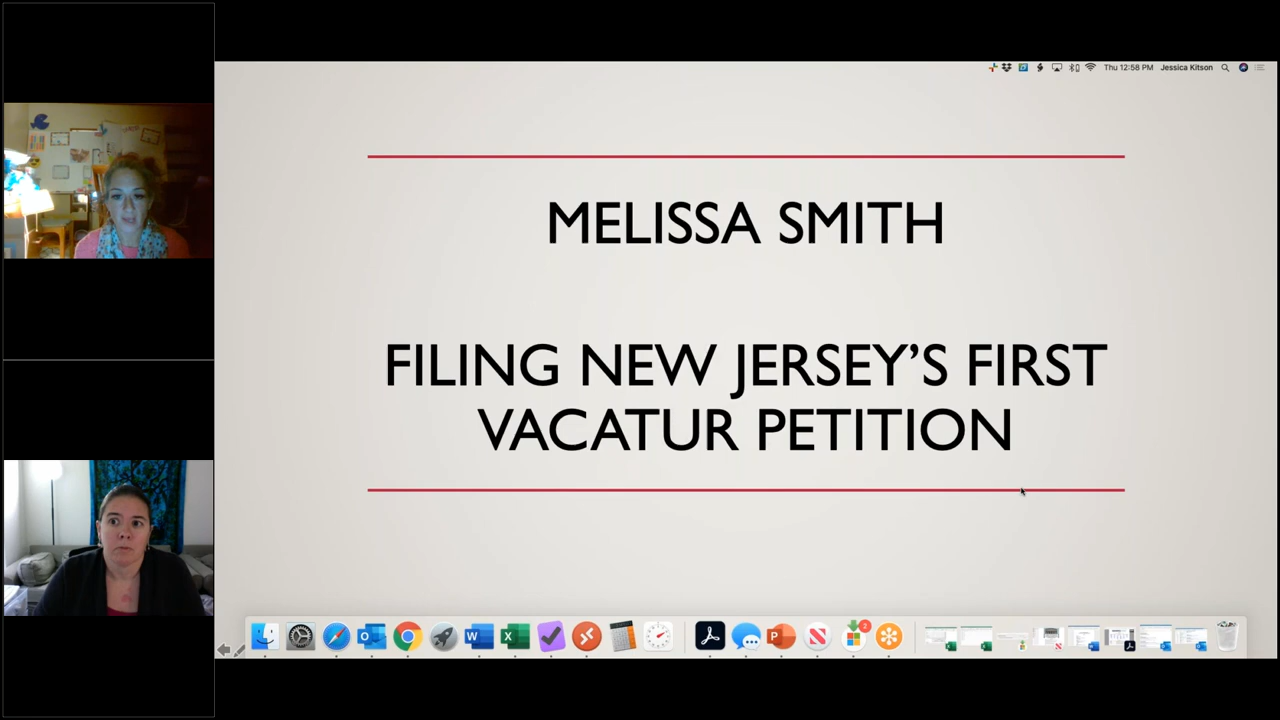 Thu 12:58 PM Jessica Kitson
MELISSA SMITH
FILING NEW JERSEY’S FIRST
VACATUR PETITION